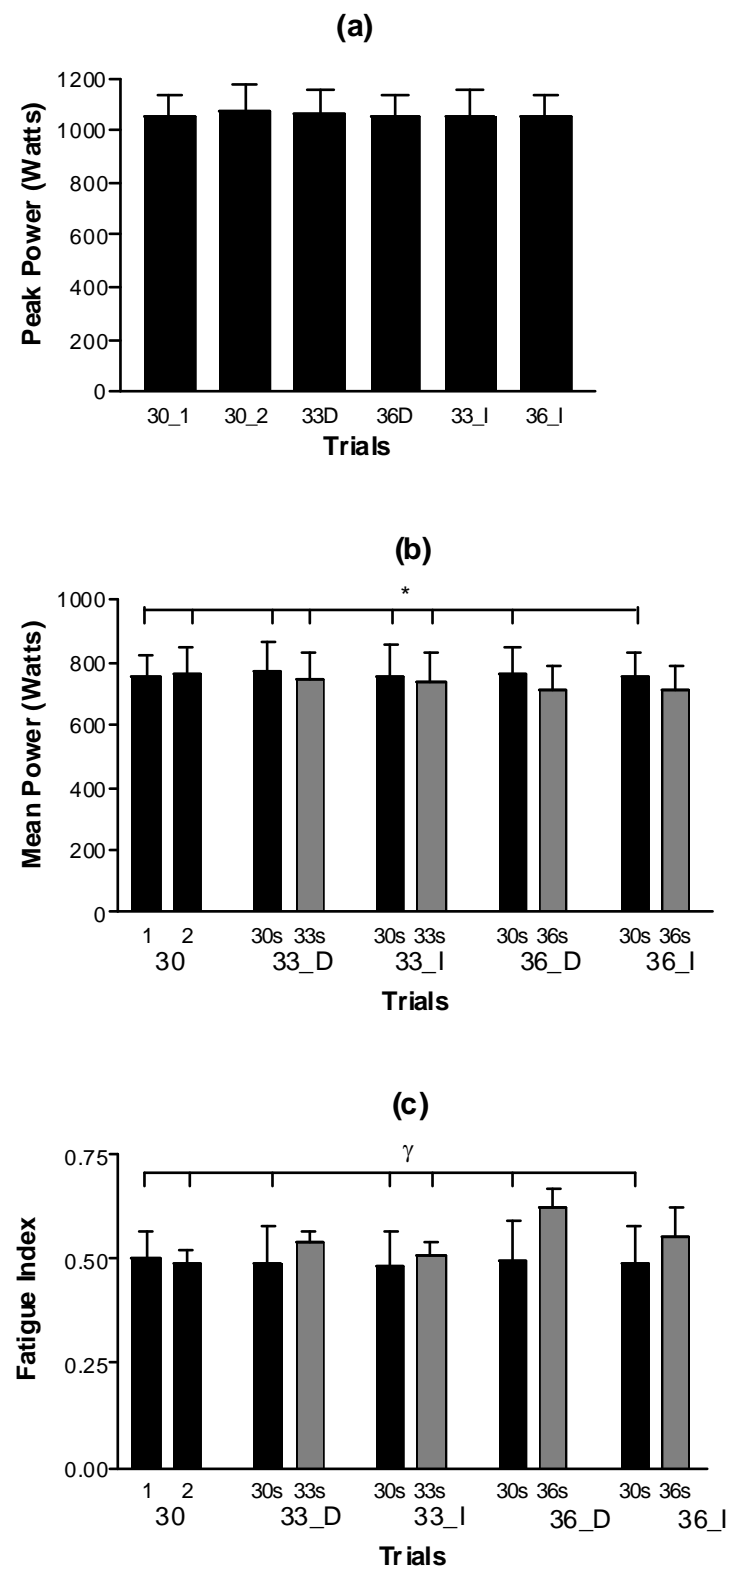 (a)
Peak Power (Watts)
1200
1000
800
600
400
200
0
30_1 30_2 33D 36D 33_I 36_I
Trials
(b)
Mean Power (Watts)
1000
800
600
400
200
0
*
1 2 30s 33s 30s 33s 30s 36s 30s 36s
30 33_D 33_I 36_D 36_I
Trials
(c)
Fatigue Index
0.75
0.50
0.25
0.00
γ
1 2 30s 33s 30s 33s 30s 36s 30s 36s
30 33_D 33_I 36_D 36_I
Trials